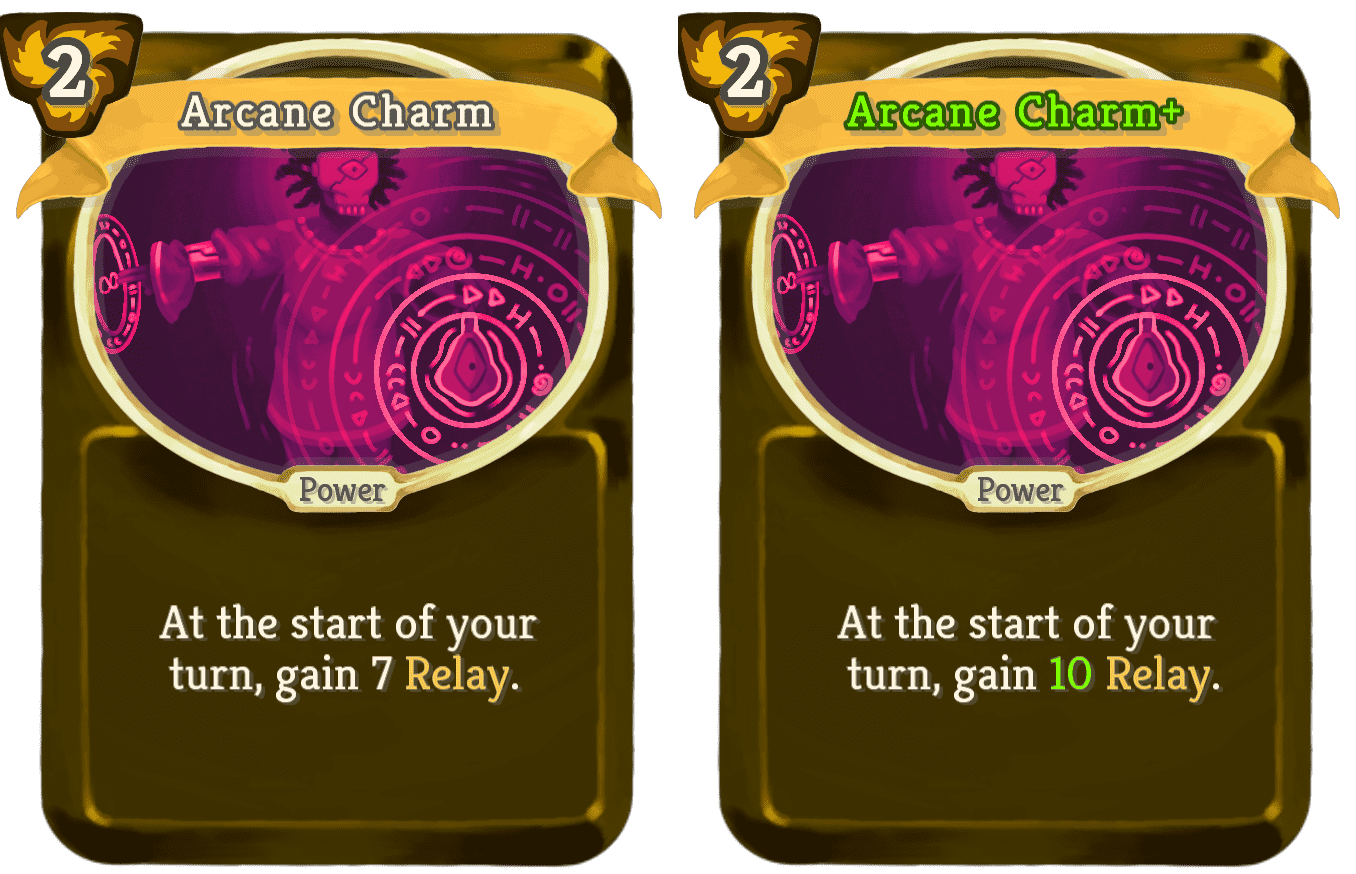 2
Arcane Charm
Power
At the start of your
turn, gain 7 Relay.
2
Arcane Charm+
Power
At the start of your
turn, gain 10 Relay.